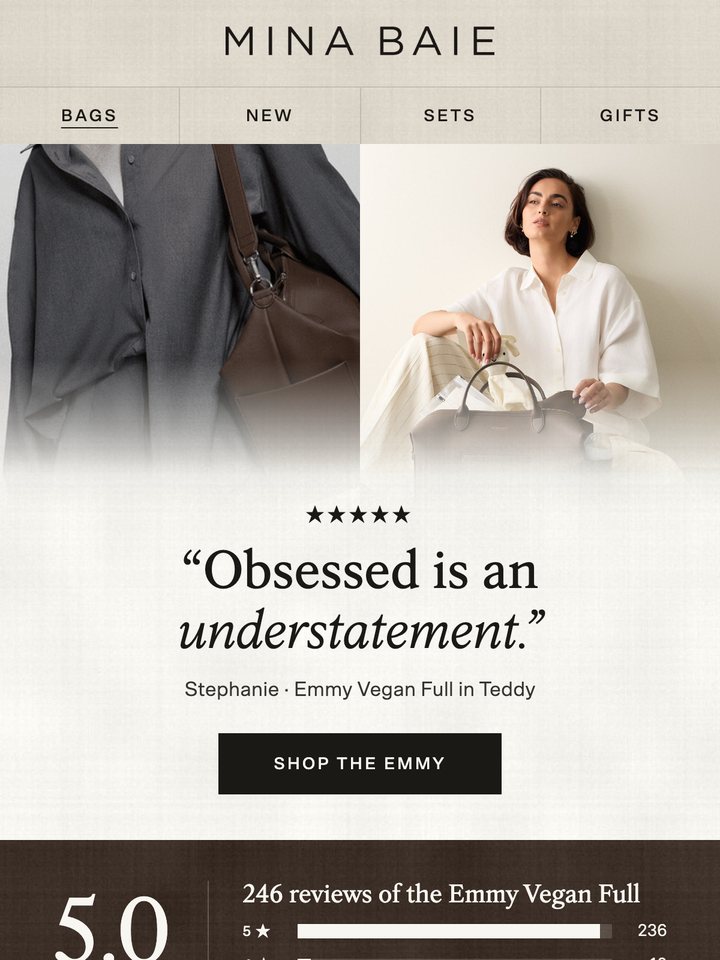 MINA BAIE
BAGS
NEW
SETS
GIFTS
★★★★★
“Obsessed is an
understatement.”
Stephanie · Emmy Vegan Full in Teddy
SHOP THE EMMY
5.0
246 reviews of the Emmy Vegan Full
5 ★
236